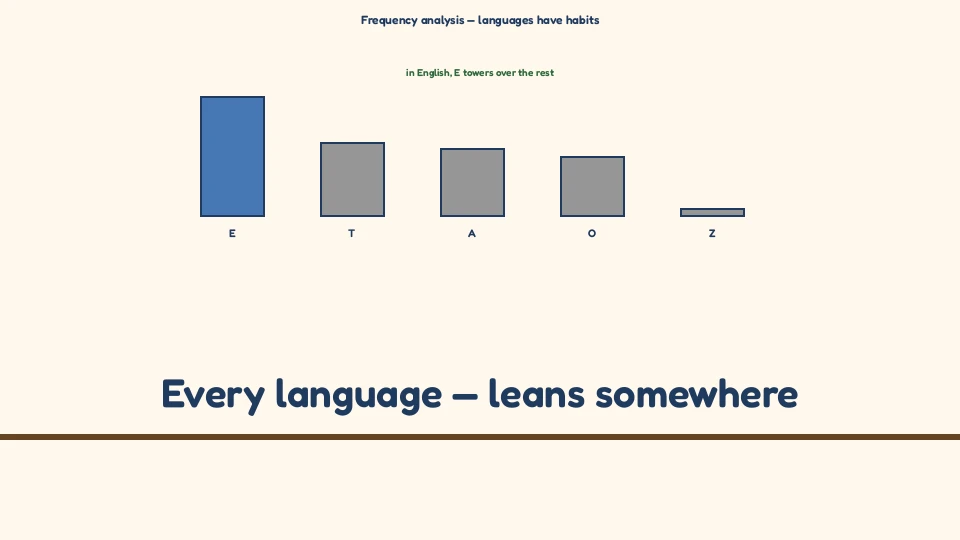 Frequency analysis — languages have habits
in English, E towers over the rest
E T A O Z
Every language — leans somewhere